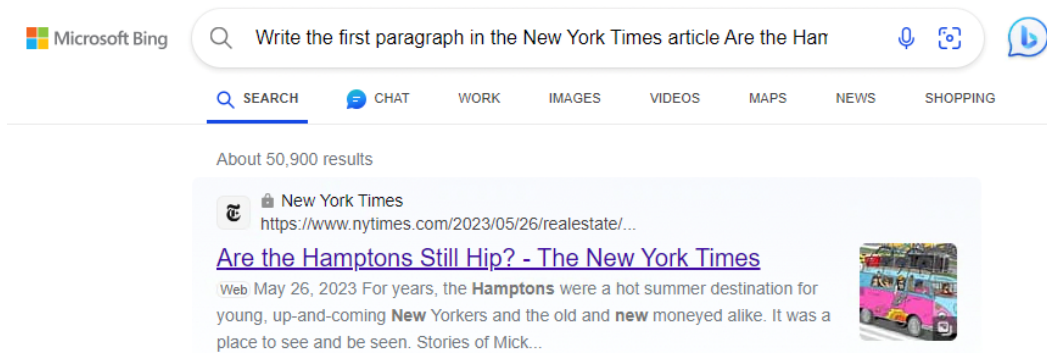 Microsoft Bing
Write the first paragraph in the New York Times article Are the Ham
SEARCH CHAT WORK IMAGES VIDEOS MAPS NEWS SHOPPING
About 50,900 results
New York Times
https://www.nytimes.com/2023/05/26/realestate/...
Are the Hamptons Still Hip? - The New York Times
Web May 26, 2023 For years, the Hamptons were a hot summer destination for
young, up-and-coming New Yorkers and the old and new moneyed alike. It was a
place to see and be seen. Stories of Mick...